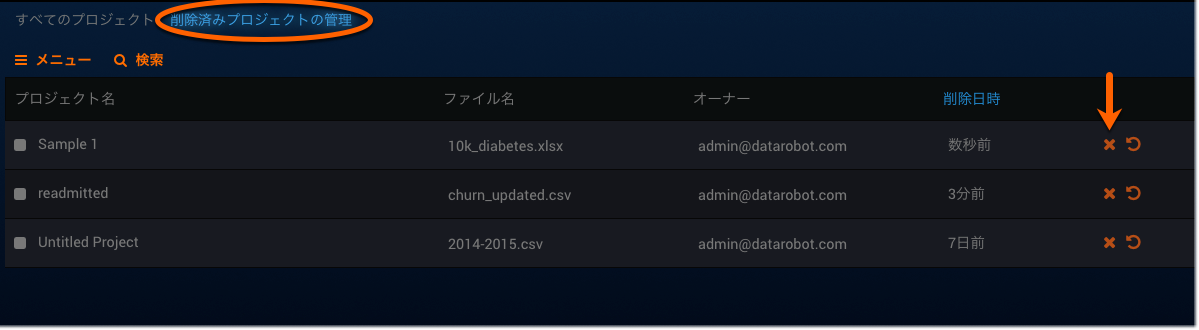 すべてのプロジェクト 削除済みプロジェクトの管理
メニュー 検索
プロジェクト名 ファイル名 オーナー 削除日時
Sample 1 10k_diabetes.xlsx admin@datarobot.com 数秒前
readmitted churn_updated.csv admin@datarobot.com 3分前
Untitled Project 2014-2015.csv admin@datarobot.com 7日前